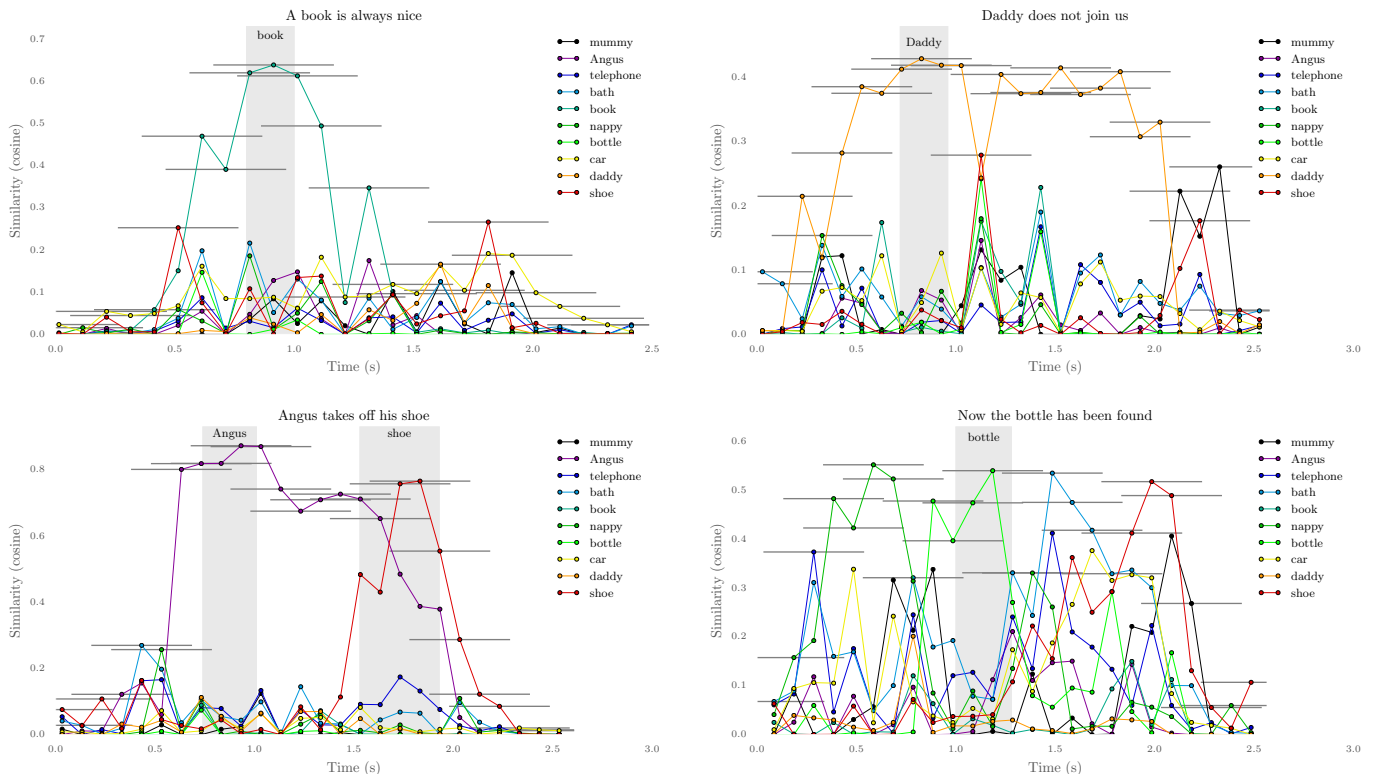 A book is always nice
book
0.7
0.6
0.5
0.4
0.3
0.2
0.1
0.0
Similarity (cosine)
0.0 0.5 1.0 1.5 2.0 2.5
Time (s)
mummy
Angus
telephone
bath
book
nappy
bottle
car
daddy
shoe
Daddy does not join us
Daddy
0.4
0.3
0.2
0.1
0.0
Similarity (cosine)
0.0 0.5 1.0 1.5 2.0 2.5 3.0
Time (s)
mummy
Angus
telephone
bath
book
nappy
bottle
car
daddy
shoe
Angus takes off his shoe
Angus shoe
0.8
0.6
0.4
0.2
0.0
Similarity (cosine)
0.0 0.5 1.0 1.5 2.0 2.5 3.0
Time (s)
mummy
Angus
telephone
bath
book
nappy
bottle
car
daddy
shoe
Now the bottle has been found
bottle
0.6
0.5
0.4
0.3
0.2
0.1
0.0
Similarity (cosine)
0.0 0.5 1.0 1.5 2.0 2.5 3.0
Time (s)
mummy
Angus
telephone
bath
book
nappy
bottle
car
daddy
shoe